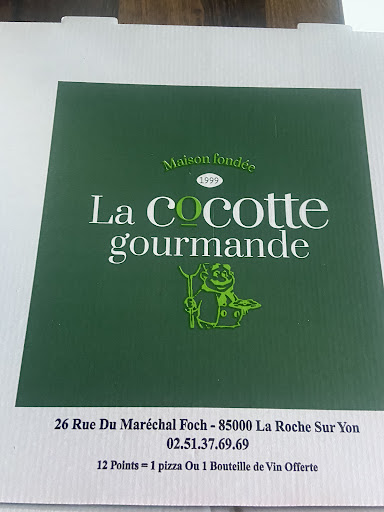 Maison fondée
1999
La cocotte
gourmande
26 Rue Du Maréchal Foch - 85000 La Roche Sur Yon
02.51.37.69.69
12 Points = 1 pizza Ou 1 Bouteille de Vin Offerte